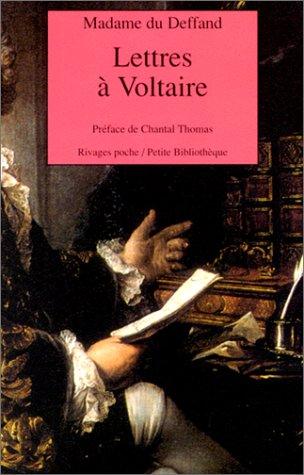 Madame du Deffand
Lettres
à Voltaire
Préface de Chantal Thomas
Rivages poche / Petite Bibliothèque